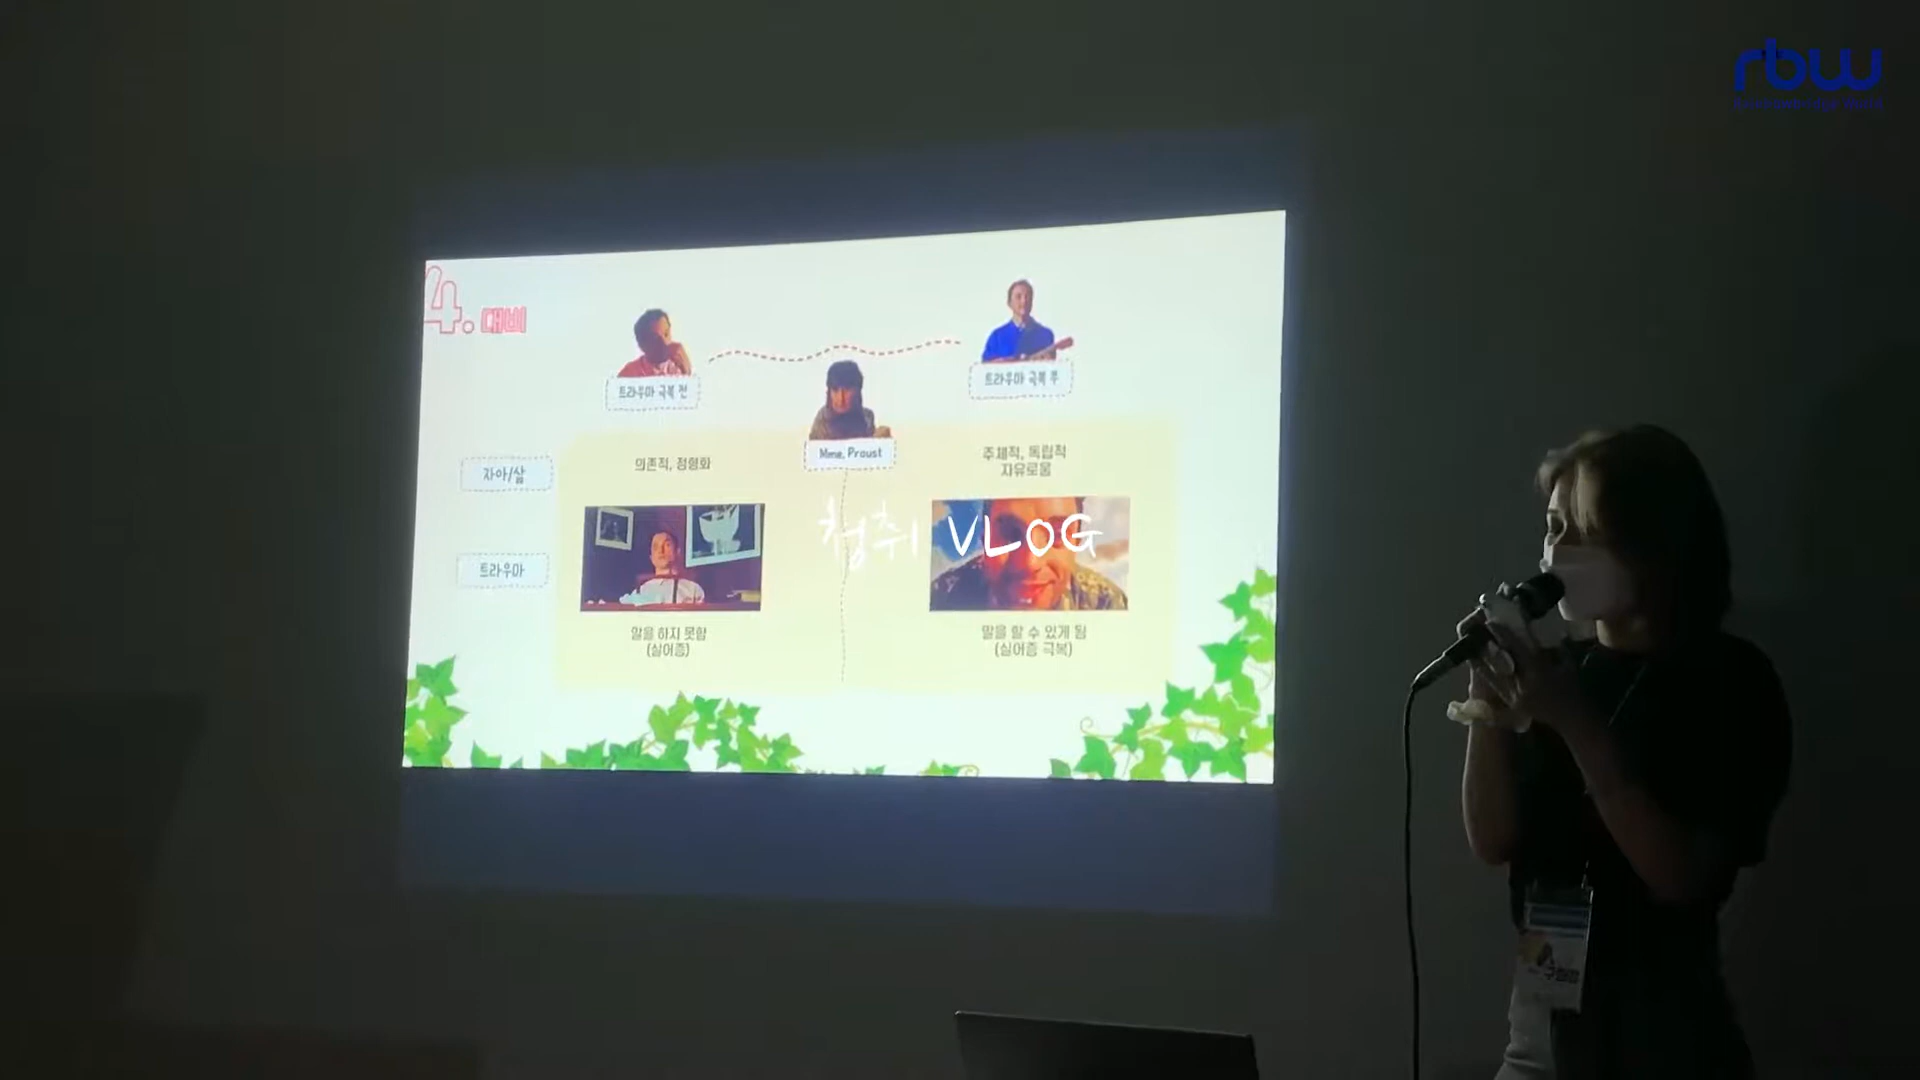 rbw
4. 대비
트라우마 극복 전
트라우마 극복 후
Mme. Proust
자아/삶
의존적, 정형화
주체적, 독립적
자유로움
청취 VLOG
트라우마
말을 하지 못함
(실어증)
말을 할 수 있게 됨
(실어증 극복)